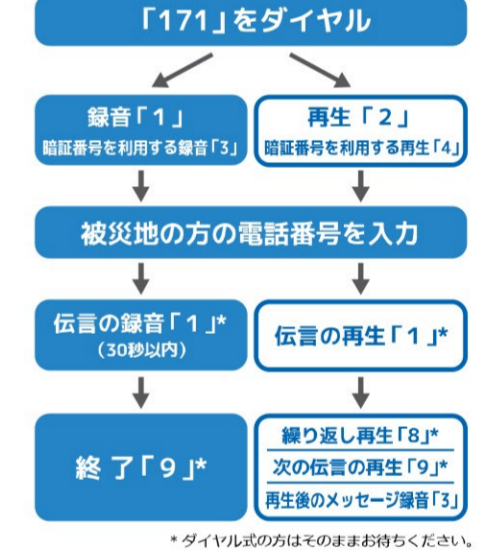 「171」をダイヤル
録音「1」
暗証番号を利用する録音「3」
再生「2」
暗証番号を利用する再生「4」
被災地の方の電話番号を入力
伝言の録音「1」*
(30秒以内)
伝言の再生「1」*
終了「9」*
繰り返し再生「8」*
次の伝言の再生「9」*
再生後のメッセージ録音「3」
*ダイヤル式の方はそのままお待ちください。